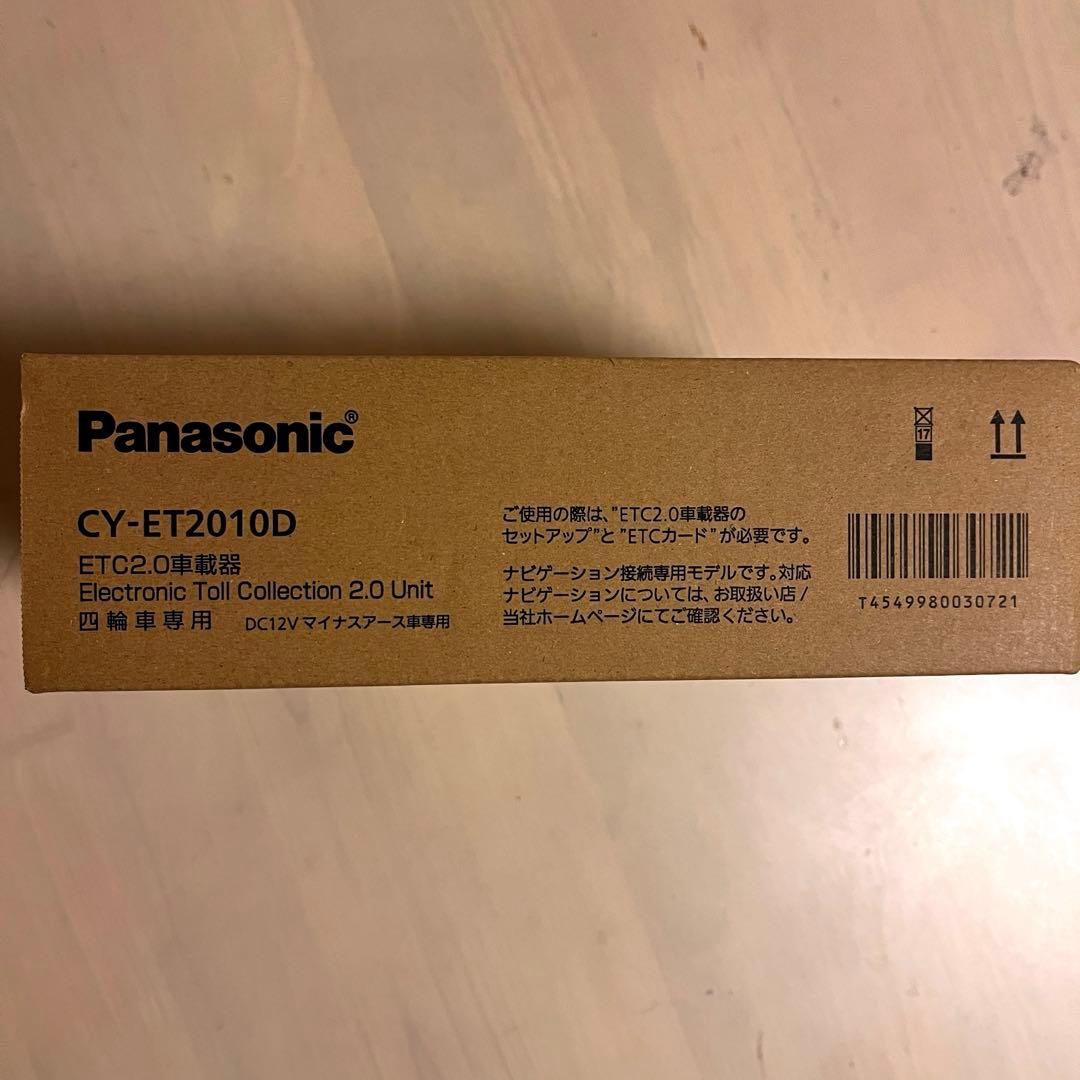 Panasonic®
CY-ET2010D
ETC2.0車載器
Electronic Toll Collection 2.0 Unit
四輪車専用 DC12V マイナスアース車専用
ご使用の際は、"ETC2.0車載器の
セットアップ"と"ETCカード"が必要です。
ナビゲーション接続専用モデルです。対応
ナビゲーションについては、お取扱い店/
当社ホームページにてご確認ください。
17
T4549980030721